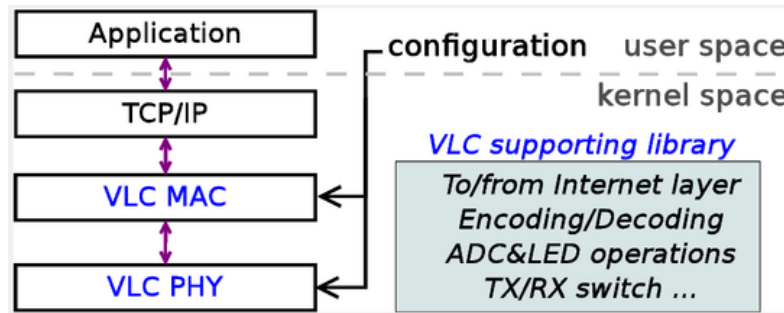 Application
configuration
user space
kernel space
TCP/IP
VLC supporting library
VLC MAC
To/from Internet layer
Encoding/Decoding
ADC&LED operations
VLC PHY
TX/RX switch ...